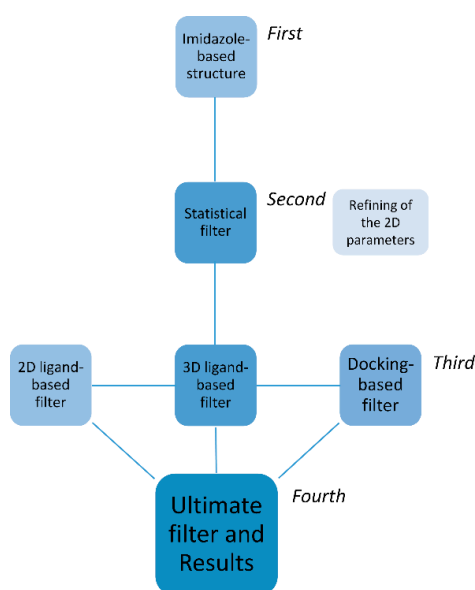 Imidazole-
based
structure
First
Statistical
filter
Second
Refining of
the 2D
parameters
2D ligand-
based
filter
3D ligand-
based
filter
Docking-
based
filter
Third
Ultimate
filter and
Results
Fourth